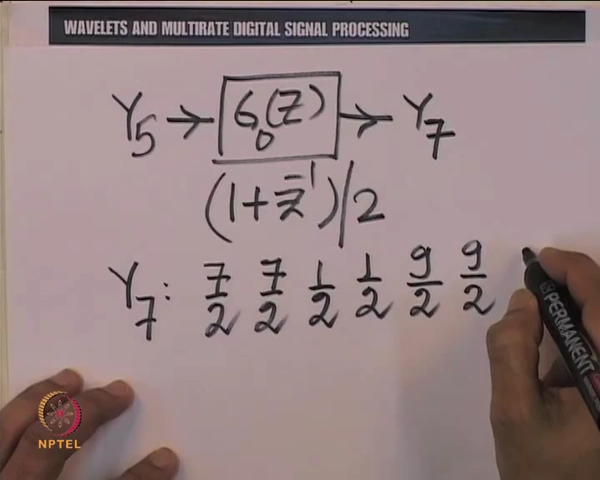 WAVELETS AND MULTIRATE DIGITAL SIGNAL PROCESSING
Y₅ → G₀(Z) → Y₇
(1+z⁻¹)/2
Y₇: 7/2 7/2 1/2 1/2 9/2 9/2
PERMANENT
NPTEL